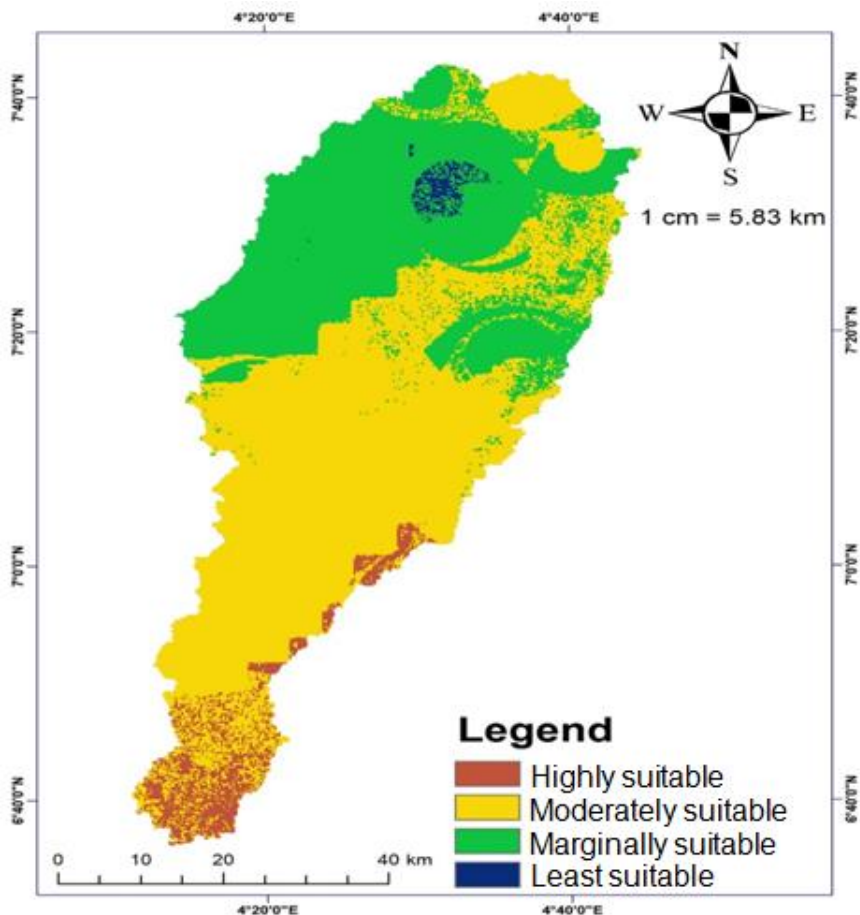 4°20'0"E 4°40'0"E
7°40'0"N 7°40'0"N
N
W E
S
1 cm = 5.83 km
7°20'0"N 7°20'0"N
7°0'0"N 7°0'0"N
Legend
Highly suitable
6°40'0"N Moderately suitable 6°40'0"N
Marginally suitable
0 10 20 40 km
Least suitable
4°20'0"E 4°40'0"E